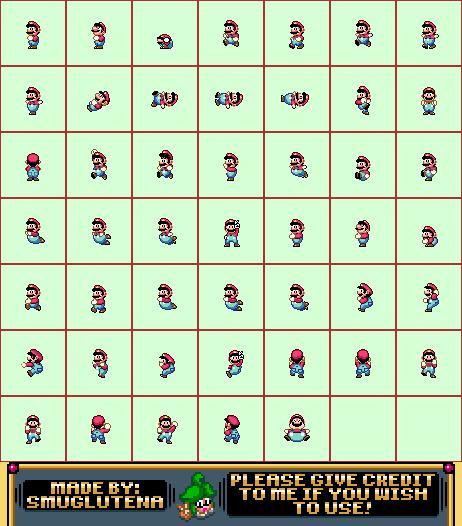 MADE BY:
SMUGLUTENA
PLEASE GIVE CREDIT
TO ME IF YOU WISH
TO USE!